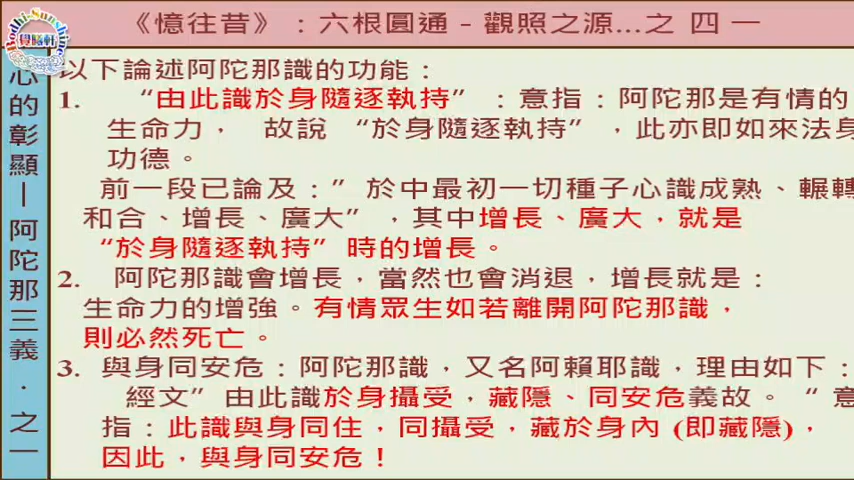 《憶往昔》：六根圓通－觀照之源...之 四 一
Bodhi-Sunshine
覺曦軒
心的彰顯｜阿陀那三義．之一
以下論述阿陀那識的功能：
1. “由此識於身隨逐執持”：意指：阿陀那是有情的
生命力， 故說 “於身隨逐執持” ，此亦即如來法身
功德。
前一段已論及：” 於中最初一切種子心識成熟、輾轉
和合、增長、廣大” ，其中增長、廣大，就是
“於身隨逐執持” 時的增長。
2. 阿陀那識會增長，當然也會消退，增長就是：
生命力的增強。有情眾生如若離開阿陀那識，
則必然死亡。
3. 與身同安危：阿陀那識，又名阿賴耶識，理由如下：
經文” 由此識於身攝受，藏隱、同安危義故。 “ 意
指：此識與身同住，同攝受，藏於身內 (即藏隱)，
因此，與身同安危！